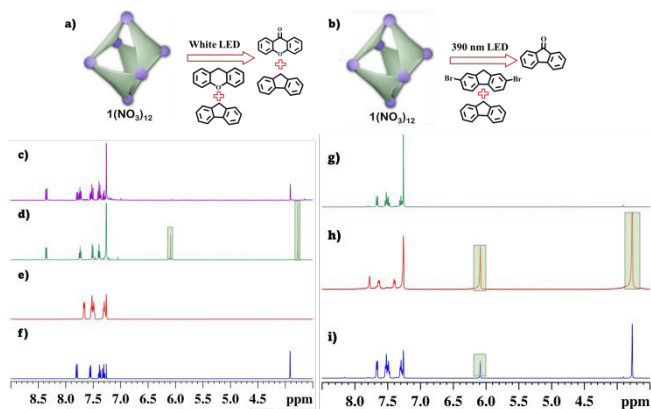 a)
White LED
O
O
O
1(NO3)12
b)
390 nm LED
O
Br
Br
1(NO3)12
c)
d)
e)
f)
8.5 8.0 7.5 7.0 6.5 6.0 5.5 5.0 4.5 ppm
g)
h)
i)
8.0 7.5 7.0 6.5 6.0 5.5 5.0 4.5 ppm